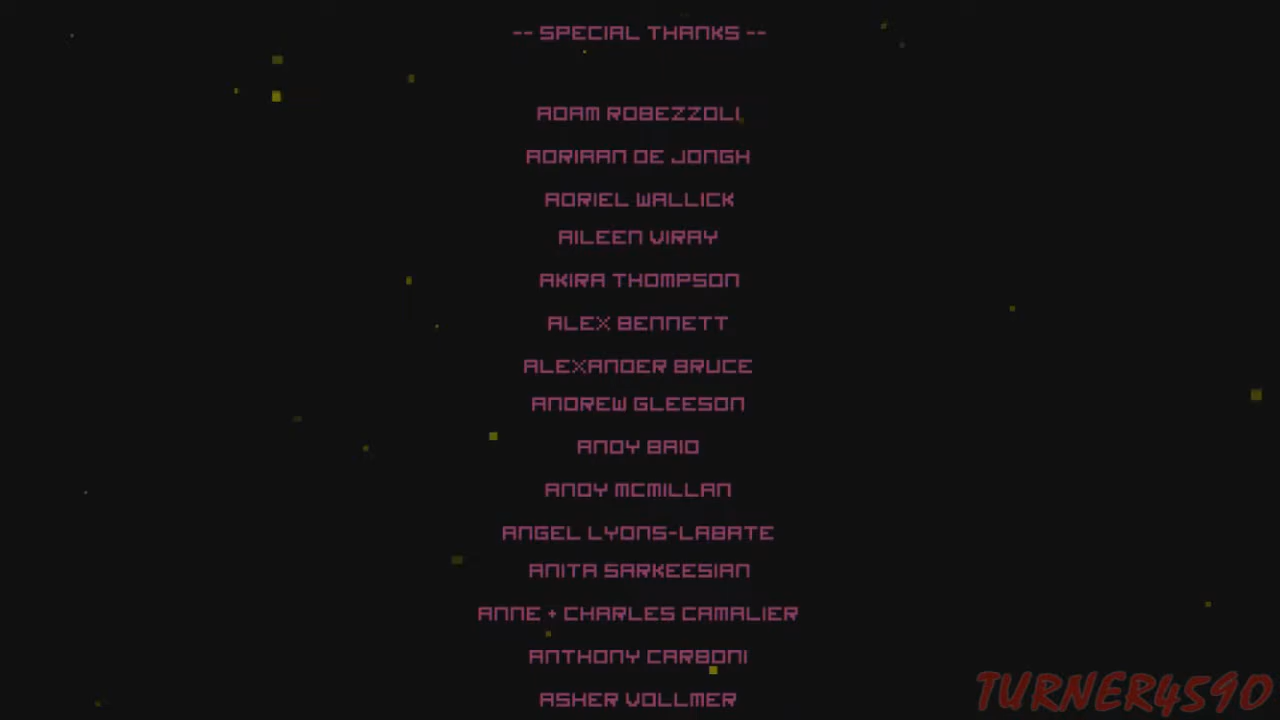 -- SPECIAL THANKS --
ADAM ROBEZZOLI
ADRIAAN DE JONGH
ADRIEL WALLICK
AILEEN VIRAY
AKIRA THOMPSON
ALEX BENNETT
ALEXANDER BRUCE
ANDREW GLEESON
ANDY BAIO
ANDY MCMILLAN
ANGEL LYONS-LABATE
ANITA SARKEESIAN
ANNE + CHARLES CAMALIER
ANTHONY CARBONI
ASHER VOLLMER
TURNER4590